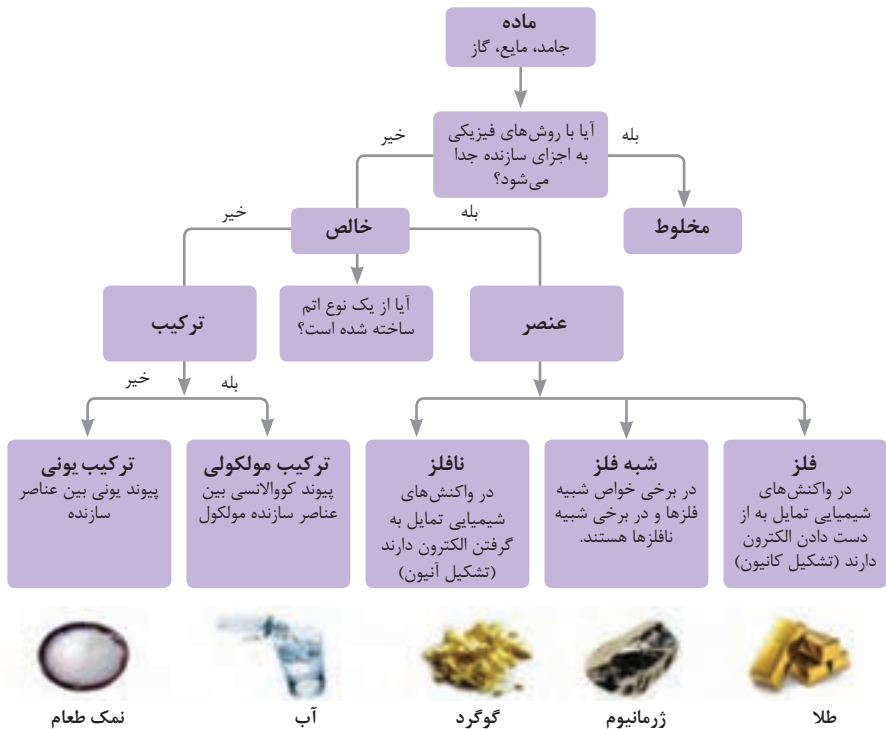 ماده
جامد، مایع، گاز
آیا با روش‌های فیزیکی
به اجزای سازنده جدا
می‌شود؟
بله
خیر
مخلوط
خالص
بله
خیر
آیا از یک نوع اتم
ساخته شده است؟
عنصر
ترکیب
بله
خیر
فلز
در واکنش‌های
شیمیایی تمایل به از
دست دادن الکترون
دارند (تشکیل کاتیون)
شبه فلز
در برخی خواص شبیه
فلزها و در برخی شبیه
نافلزها هستند.
نافلز
در واکنش‌های
شیمیایی تمایل به
گرفتن الکترون دارند
(تشکیل آنیون)
ترکیب مولکولی
پیوند کووالانسی بین
عناصر سازنده مولکول
ترکیب یونی
پیوند یونی بین عناصر
سازنده
طلا
ژرمانیوم
گوگرد
آب
نمک طعام